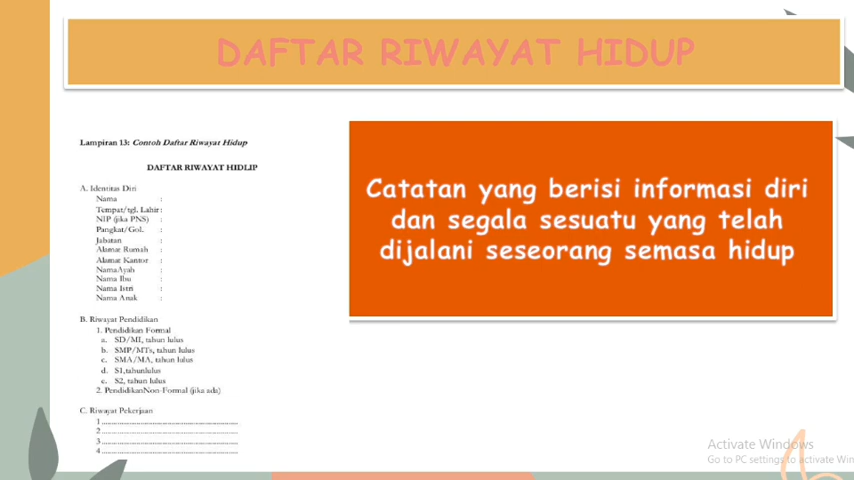 DAFTAR RIWAYAT HIDUP
Lampiran 13: Contoh Daftar Riwayat Hidup
DAFTAR RIWAYAT HIDLIP
A. Identitas Diri
Nama :
Tempat/tgl. Lahir :
NIP (jika PNS) :
Pangkat/Gol. :
Jabatan :
Alamat Rumah :
Alamat Kantor :
NamaAyah :
Nama Ibu :
Nama Istri :
Nama Anak :
B. Riwayat Pendidikan
1. Pendidikan Formal
a. SD/MI, tahun lulus
b. SMP/MTs, tahun lulus
c. SMA/MA, tahun lulus
d. S1,tahunlulus
e. S2, tahun lulus
2. PendidikanNon-Formal (jika ada)
C. Riwayat Pekerjaan
1 ..........................................................
2 ..........................................................
3 ..........................................................
4 ..........................................................
Catatan yang berisi informasi diri
dan segala sesuatu yang telah
dijalani seseorang semasa hidup
Activate Windows
Go to PC settings to activate Win